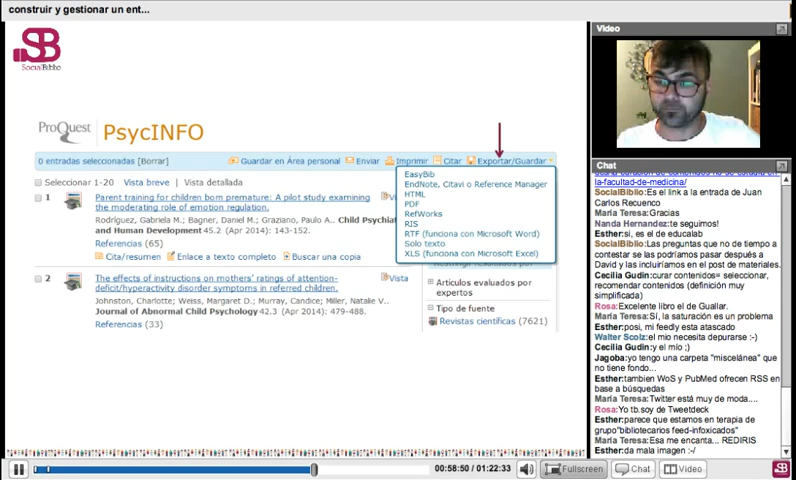 construir y gestionar un ent...
SB
SocialBiblio
ProQuest PsycINFO
0 entradas seleccionadas [Borrar]
Guardar en Área personal Enviar Imprimir Citar Exportar/Guardar
Seleccionar 1-20 Vista breve Vista detallada
EasyBib
EndNote, Citavi o Reference Manager
HTML
PDF
RefWorks
RIS
RTF (funciona con Microsoft Word)
Solo texto
XLS (funciona con Microsoft Excel)
1 Parent training for children born premature: A pilot study examining
the moderating role of emotion regulation.
Vista
Rodríguez, Gabriela M.; Bagner, Daniel M.; Graziano, Paulo A.. Child Psychiat
and Human Development 45.2 (Apr 2014): 143-152.
Referencias (65)
Cita/resumen Enlace a texto completo Buscar una copia
2 The effects of instructions on mothers' ratings of attention-
deficit/hyperactivity disorder symptoms in referred children.
Vista
Johnston, Charlotte; Weiss, Margaret D.; Murray, Candice; Miller, Natalie V..
Journal of Abnormal Child Psychology 42.3 (Apr 2014): 479-488.
Referencias (33)
Artículos evaluados por
expertos
Tipo de fuente
Revistas científicas (7621)
Video
Chat
la-facultad-de-medicina/
SocialBiblio:Es el link a la entrada de Juan
Carlos Recuenco
Maria Teresa:Gracias
Nanda Hernandez:te seguimos!
Esther:si, es de educalab
SocialBiblio:Las preguntas que no de tiempo a
contestar se las podríamos pasar después a
David y las incluiríamos en el post de materiales.
Cecilia Gudin:curar contenidos= seleccionar,
recomendar contenidos (definición muy
simplificada)
Rosa:Excelente libro el de Guallar.
Maria Teresa:Sí, la saturación es un problema
Esther:posi, mi feedly esta atascado
Walter Scolz:el mio necesita depurarse :-)
Cecilia Gudin:y el mío ;)
Jagoba:yo tengo una carpeta "miscelánea" que
no tiene fondo...
Esther:tambien WoS y PubMed ofrecen RSS en
base a búsquedas
Maria Teresa:Twitter está muy de moda....
Rosa:Yo tb.soy de Tweetdeck
Esther:parece que estamos en terapia de
grupo"bibliotecarios feed-infoxicados"
Maria Teresa:Esa me encanta... REDIRIS
Esther:da mala imagen :-/
00:58:50 / 01:22:33
Fullscreen Chat Video